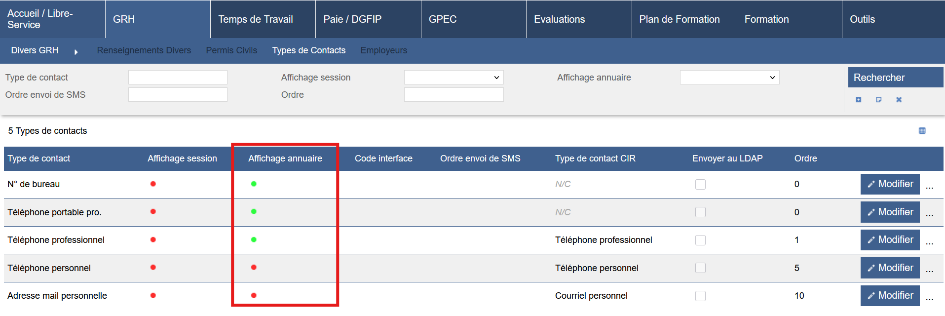 Accueil / Libre-Service GRH Temps de Travail Paie / DGFIP GPEC Evaluations Plan de Formation Formation Outils
Divers GRH Renseignements Divers Permis Civils Types de Contacts Employeurs
Type de contact Affichage session Affichage annuaire Rechercher
Ordre envoi de SMS Ordre
5 Types de contacts
Type de contact Affichage session Affichage annuaire Code interface Ordre envoi de SMS Type de contact CIR Envoyer au LDAP Ordre
N° de bureau N/C 0 Modifier ...
Téléphone portable pro. N/C 0 Modifier ...
Téléphone professionnel Téléphone professionnel 1 Modifier ...
Téléphone personnel Téléphone personnel 5 Modifier ...
Adresse mail personnelle Courriel personnel 10 Modifier ...